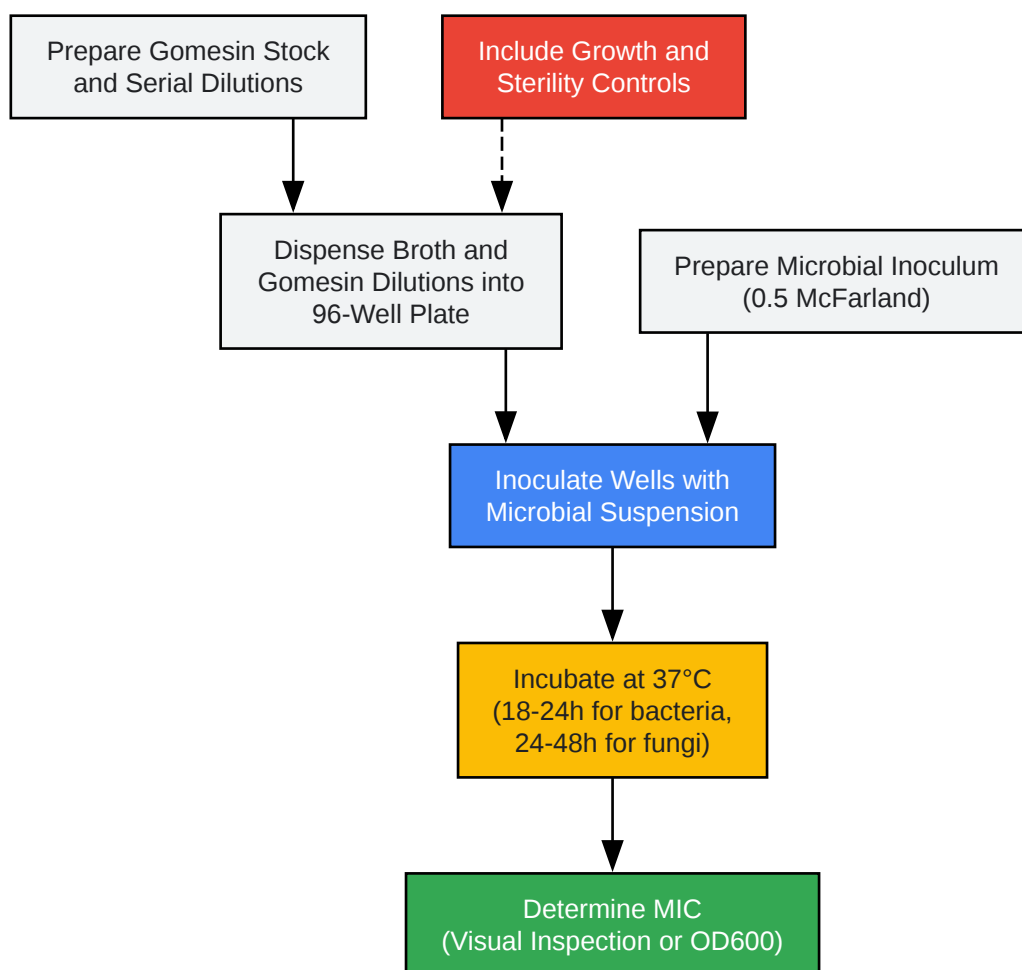 Prepare Gomesin Stock
and Serial Dilutions
Include Growth and
Sterility Controls
Dispense Broth and
Gomesin Dilutions into
96-Well Plate
Prepare Microbial Inoculum
(0.5 McFarland)
Inoculate Wells with
Microbial Suspension
Incubate at 37°C
(18-24h for bacteria,
24-48h for fungi)
Determine MIC
(Visual Inspection or OD600)